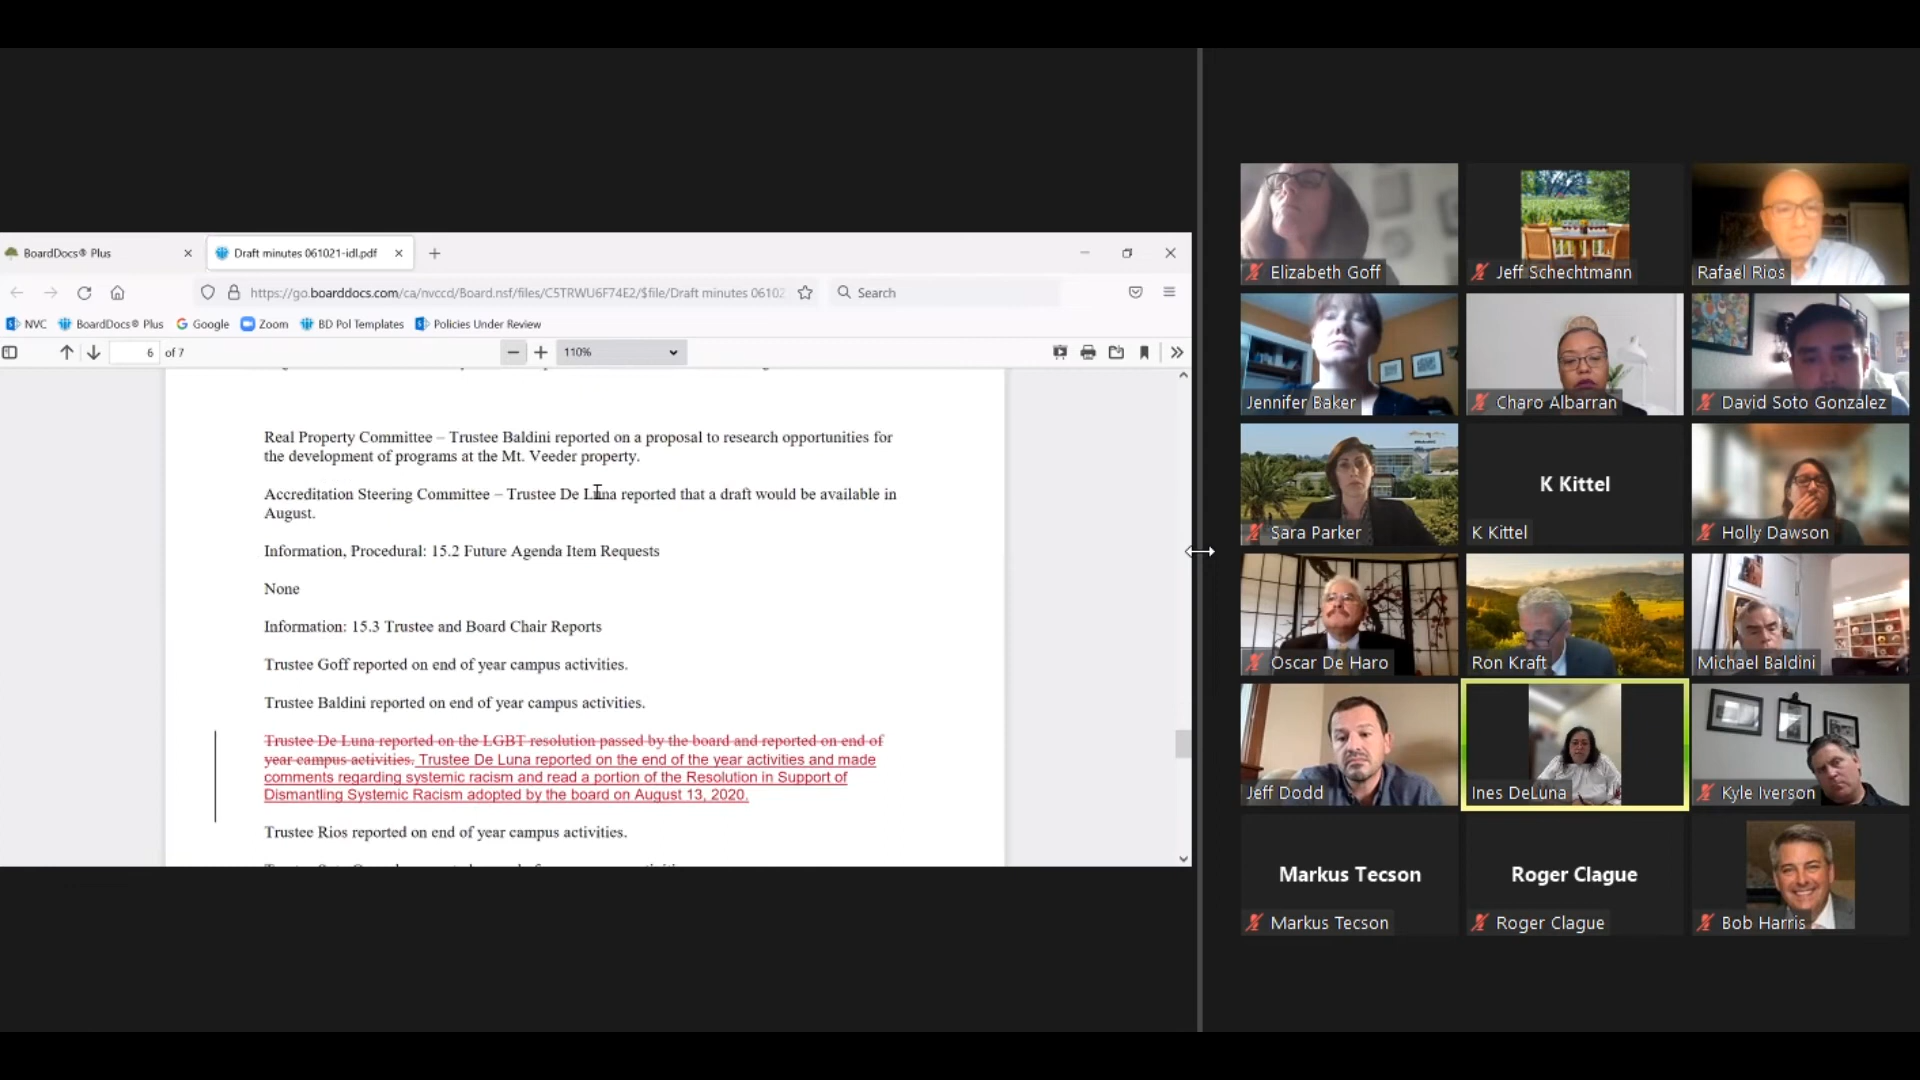 BoardDocs® Plus
Draft minutes 061021-idl.pdf
https://go.boarddocs.com/ca/nvccd/Board.nsf/files/C5TRWU6F74E2/$file/Draft minutes 06102
Search
NVC
BoardDocs® Plus
Google
Zoom
BD Pol Templates
Policies Under Review
6 of 7
110%
Real Property Committee – Trustee Baldini reported on a proposal to research opportunities for
the development of programs at the Mt. Veeder property.
Accreditation Steering Committee – Trustee De Luna reported that a draft would be available in
August.
Information, Procedural: 15.2 Future Agenda Item Requests
None
Information: 15.3 Trustee and Board Chair Reports
Trustee Goff reported on end of year campus activities.
Trustee Baldini reported on end of year campus activities.
Trustee De Luna reported on the LGBT resolution passed by the board and reported on end of
year campus activities. Trustee De Luna reported on the end of the year activities and made
comments regarding systemic racism and read a portion of the Resolution in Support of
Dismantling Systemic Racism adopted by the board on August 13, 2020.
Trustee Rios reported on end of year campus activities.
Elizabeth Goff
Jeff Schechtmann
Rafael Rios
Jennifer Baker
Charo Albarran
David Soto Gonzalez
Sara Parker
K Kittel
K Kittel
Holly Dawson
Oscar De Haro
Ron Kraft
Michael Baldini
Jeff Dodd
Ines DeLuna
Kyle Iverson
Markus Tecson
Markus Tecson
Roger Clague
Roger Clague
Bob Harris